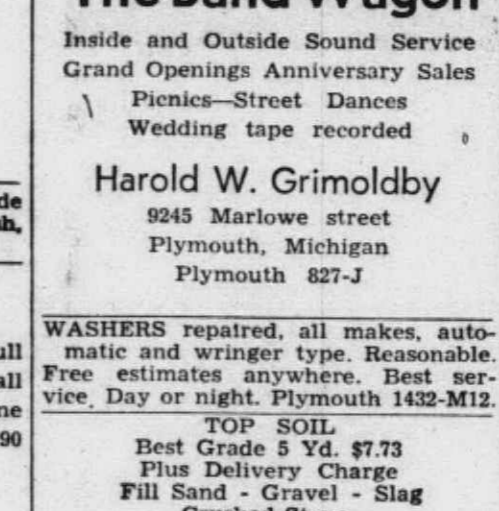 The Band Wagon
Inside and Outside Sound Service
Grand Openings Anniversary Sales
Picnics—Street Dances
Wedding tape recorded
Harold W. Grimoldby
9245 Marlowe street
Plymouth, Michigan
Plymouth 827-J
WASHERS repaired, all makes, auto-
matic and wringer type. Reasonable.
Free estimates anywhere. Best ser-
vice. Day or night. Plymouth 1432-M12.
TOP SOIL
Best Grade 5 Yd. $7.73
Plus Delivery Charge
Fill Sand - Gravel - Slag